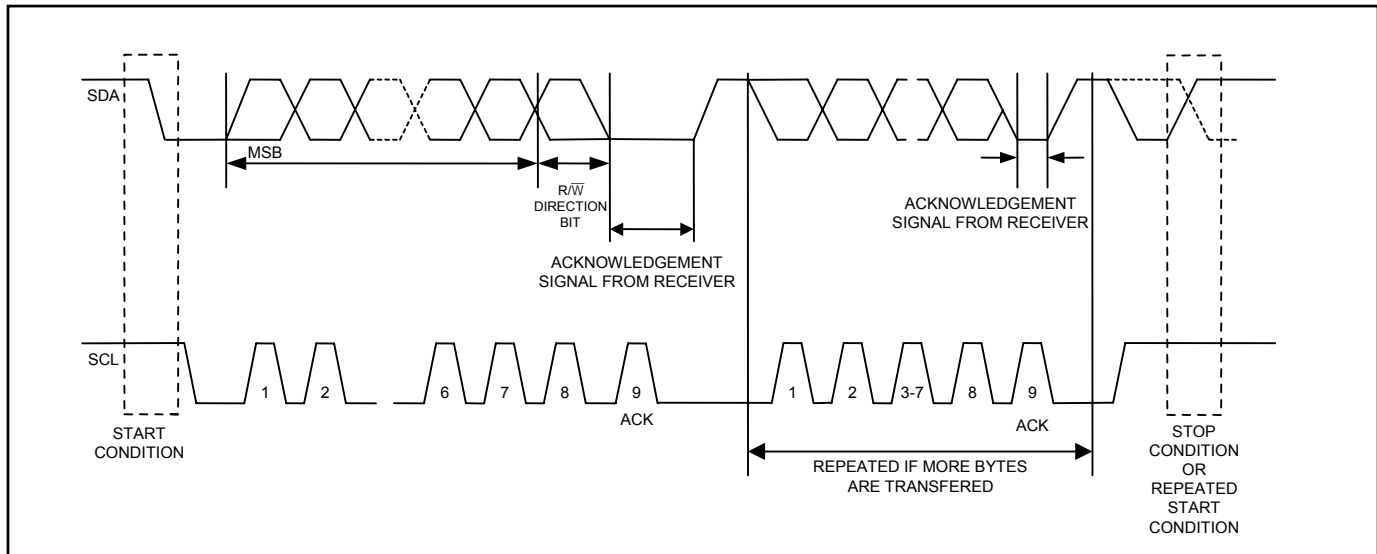 SDA
MSB
R/W̅
DIRECTION
BIT
ACKNOWLEDGEMENT
SIGNAL FROM RECEIVER
ACKNOWLEDGEMENT
SIGNAL FROM RECEIVER
SCL
1
2
6
7
8
9
1
2
3-7
8
9
ACK
ACK
START
CONDITION
REPEATED IF MORE BYTES
ARE TRANSFERED
STOP
CONDITION
OR
REPEATED
START
CONDITION